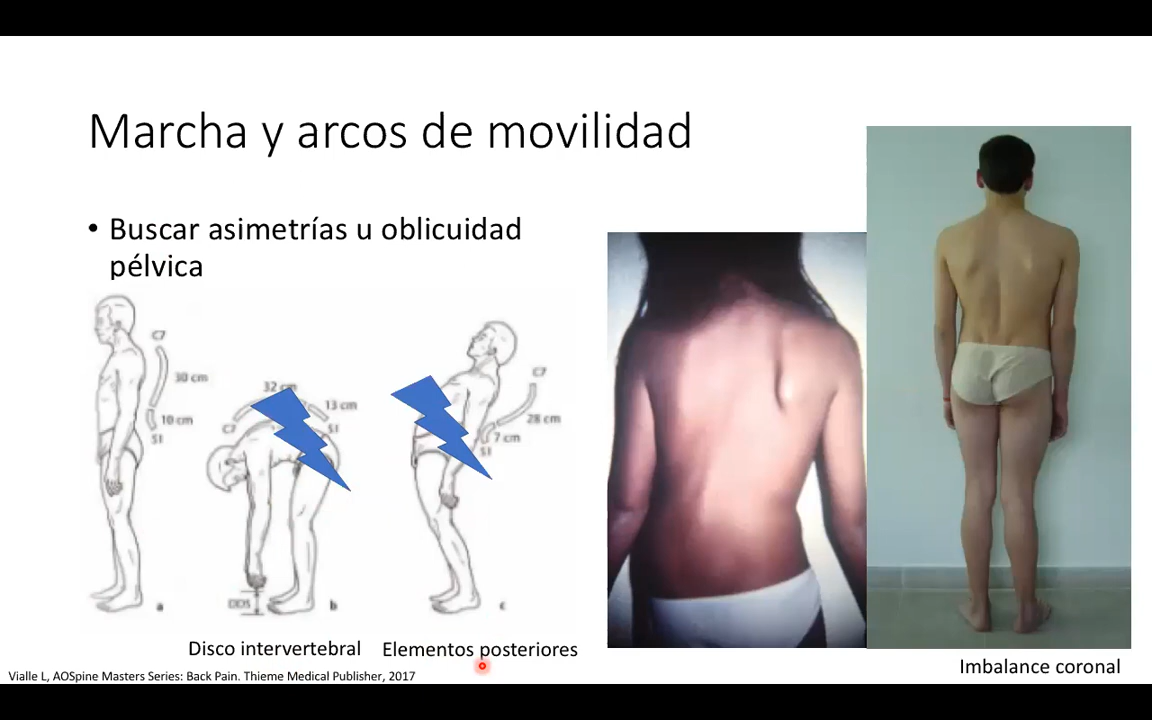 Marcha y arcos de movilidad
• Buscar asimetrías u oblicuidad
pélvica
C7
30 cm
10 cm
S1
a
32 cm
13 cm
C7
S1
DDS
b
C7
28 cm
7 cm
S1
c
Disco intervertebral
Elementos posteriores
Imbalance coronal
Vialle L, AOSpine Masters Series: Back Pain. Thieme Medical Publisher, 2017